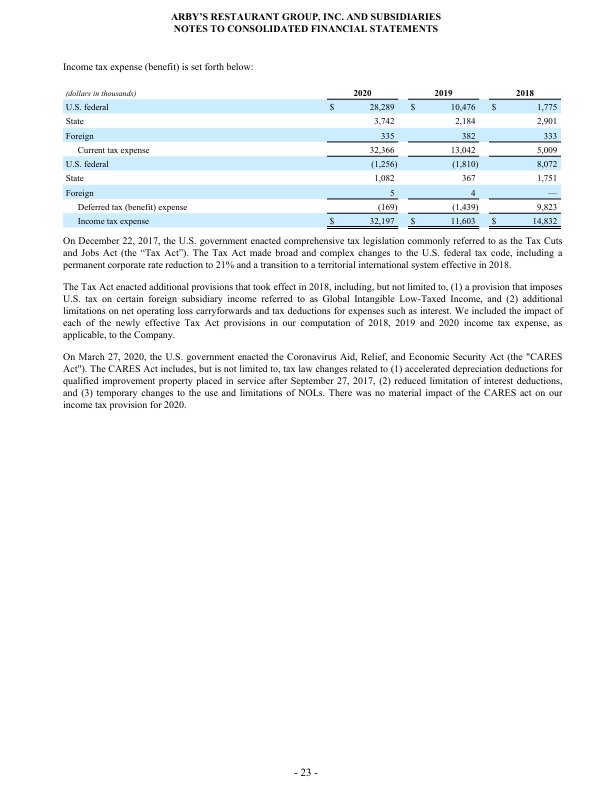 ARBY'S RESTAURANT GROUP, INC. AND SUBSIDIARIES
NOTES TO CONSOLIDATED FINANCIAL STATEMENTS
Income tax expense (benefit) is set forth below:
(dollars in thousands) 2020 2019 2018
U.S. federal $ 28,289 $ 10,476 $ 1,775
State 3,742 2,184 2,901
Foreign 335 382 333
Current tax expense 32,366 13,042 5,009
U.S. federal (1,256) (1,810) 8,072
State 1,082 367 1,751
Foreign 5 4 —
Deferred tax (benefit) expense (169) (1,439) 9,823
Income tax expense $ 32,197 $ 11,603 $ 14,832
On December 22, 2017, the U.S. government enacted comprehensive tax legislation commonly referred to as the Tax Cuts
and Jobs Act (the “Tax Act”). The Tax Act made broad and complex changes to the U.S. federal tax code, including a
permanent corporate rate reduction to 21% and a transition to a territorial international system effective in 2018.
The Tax Act enacted additional provisions that took effect in 2018, including, but not limited to, (1) a provision that imposes
U.S. tax on certain foreign subsidiary income referred to as Global Intangible Low-Taxed Income, and (2) additional
limitations on net operating loss carryforwards and tax deductions for expenses such as interest. We included the impact of
each of the newly effective Tax Act provisions in our computation of 2018, 2019 and 2020 income tax expense, as
applicable, to the Company.
On March 27, 2020, the U.S. government enacted the Coronavirus Aid, Relief, and Economic Security Act (the "CARES
Act"). The CARES Act includes, but is not limited to, tax law changes related to (1) accelerated depreciation deductions for
qualified improvement property placed in service after September 27, 2017, (2) reduced limitation of interest deductions,
and (3) temporary changes to the use and limitations of NOLs. There was no material impact of the CARES act on our
income tax provision for 2020.
- 23 -